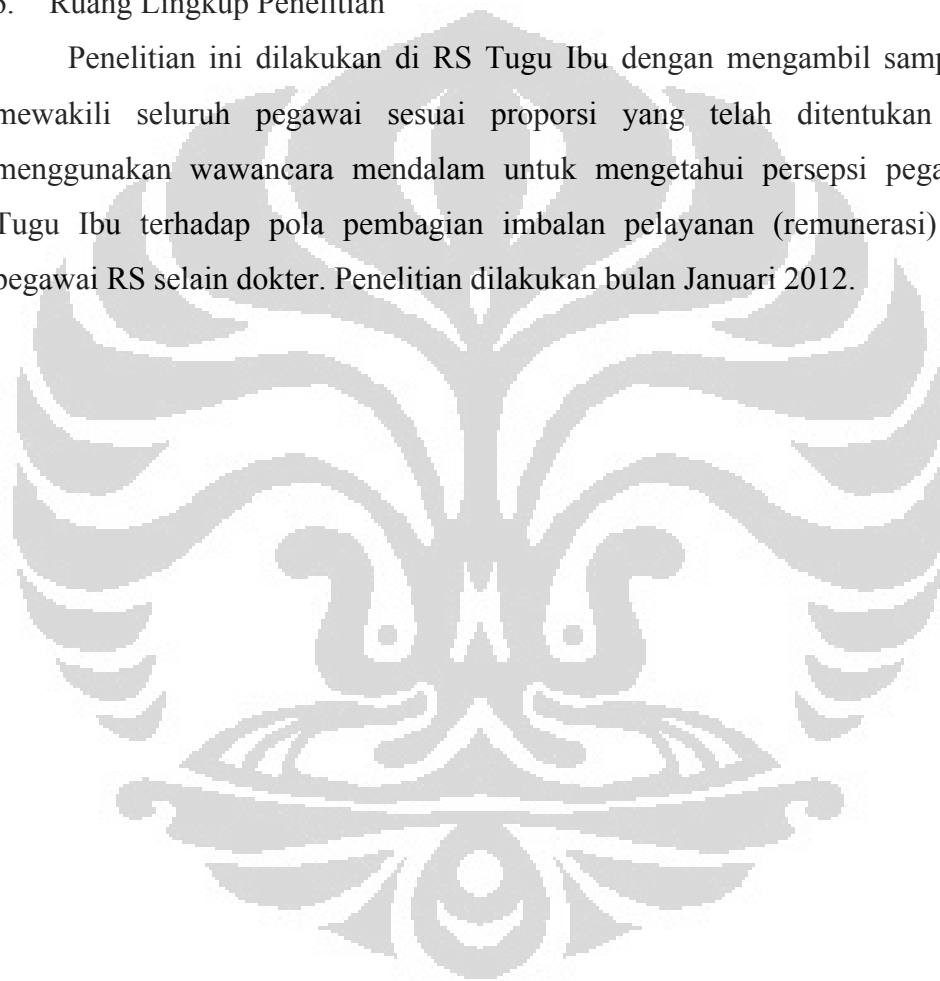 Ruang Lingkup Penelitian
Penelitian ini dilakukan di RS Tugu Ibu dengan mengambil
mewakili seluruh pegawai sesuai proporsi yang telah ditentukan
menggunakan wawancara mendalam untuk mengetahui persepsi
Tugu Ibu terhadap pola pembagian imbalan pelayanan (remunerasi)
pegawai RS selain dokter. Penelitian dilakukan bulan Januari 2012.